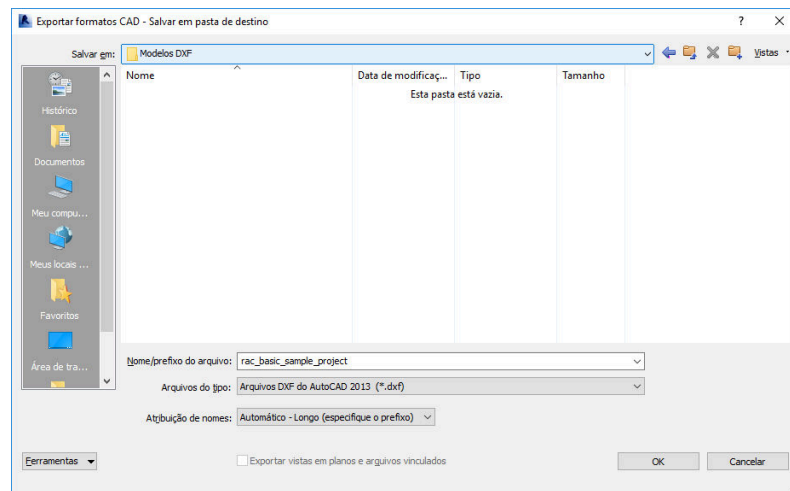 Exportar formatos CAD - Salvar em pasta de destino
?
Salvar em: Modelos DXF
Vistas
Nome Data de modificaç... Tipo Tamanho
Esta pasta está vazia.
Histórico
Documentos
Meu compu...
Meus locais ...
Favoritos
Área de tra...
Nome/prefixo do arquivo: rac_basic_sample_project
Arquivos do tipo: Arquivos DXF do AutoCAD 2013 (*.dxf)
Atribuição de nomes: Automático - Longo (especifique o prefixo)
Ferramentas
Exportar vistas em planos e arquivos vinculados
OK Cancelar